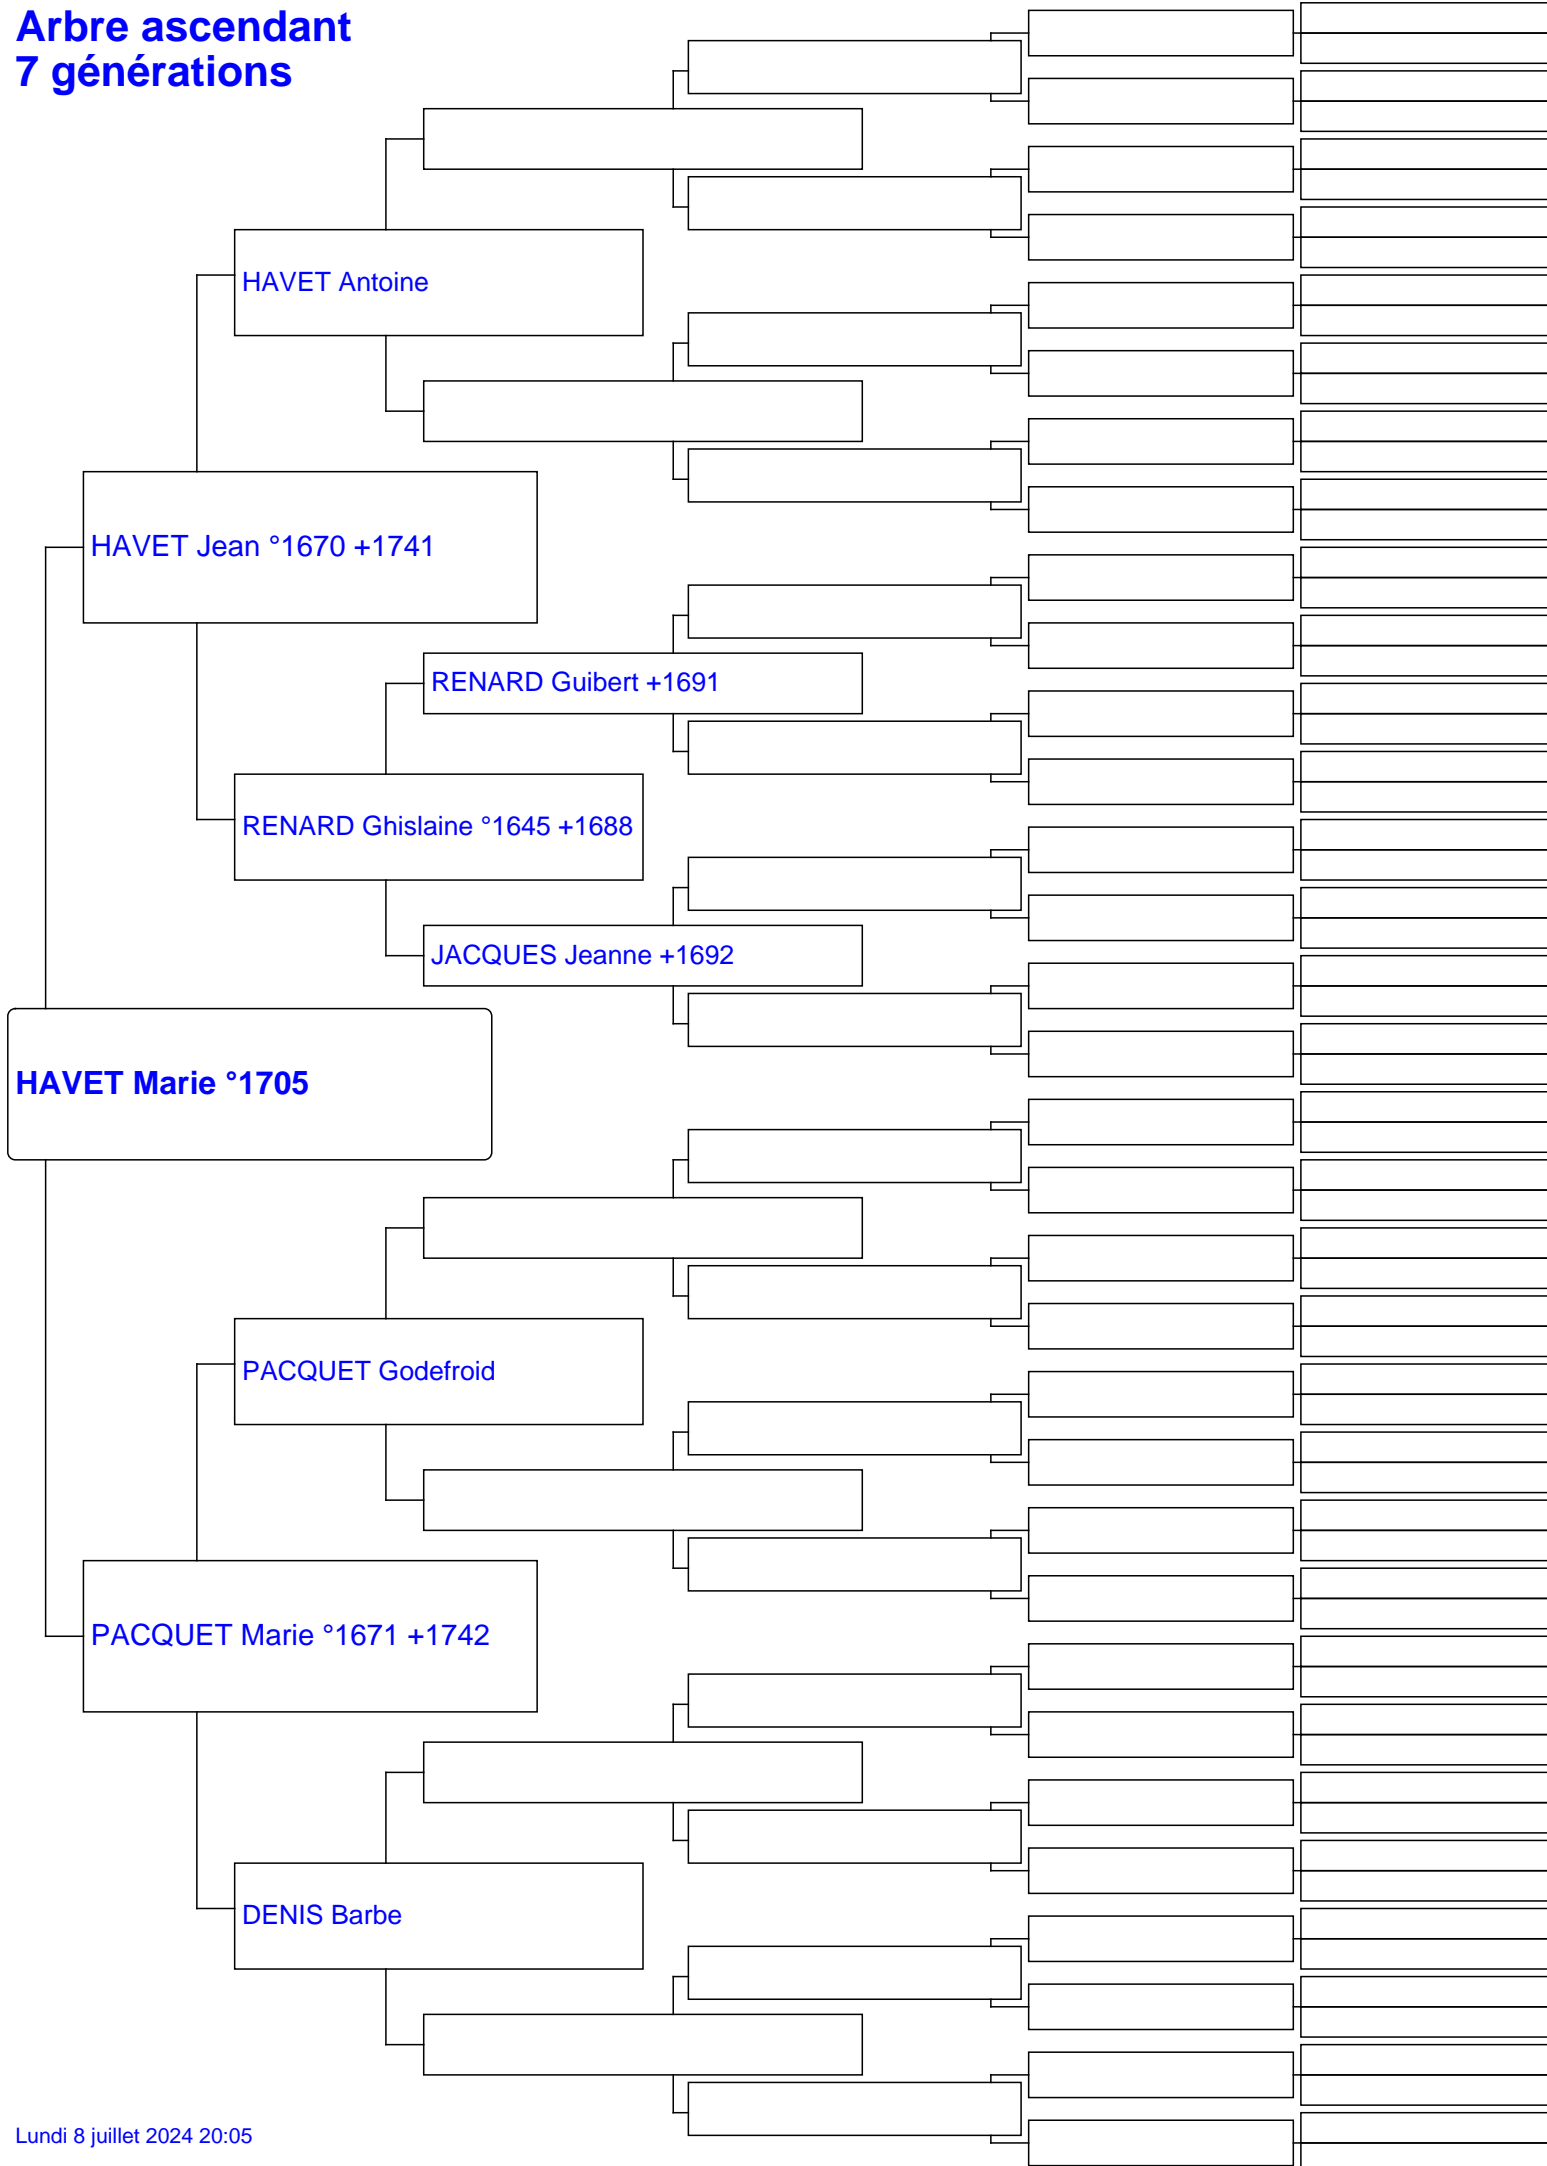 Arbre ascendant
7 générations
HAVET Antoine
HAVET Jean °1670 +1741
RENARD Guibert +1691
RENARD Ghislaine °1645 +1688
JACQUES Jeanne +1692
HAVET Marie °1705
PACQUET Godefroid
PACQUET Marie °1671 +1742
DENIS Barbe
Lundi 8 juillet 2024 20:05